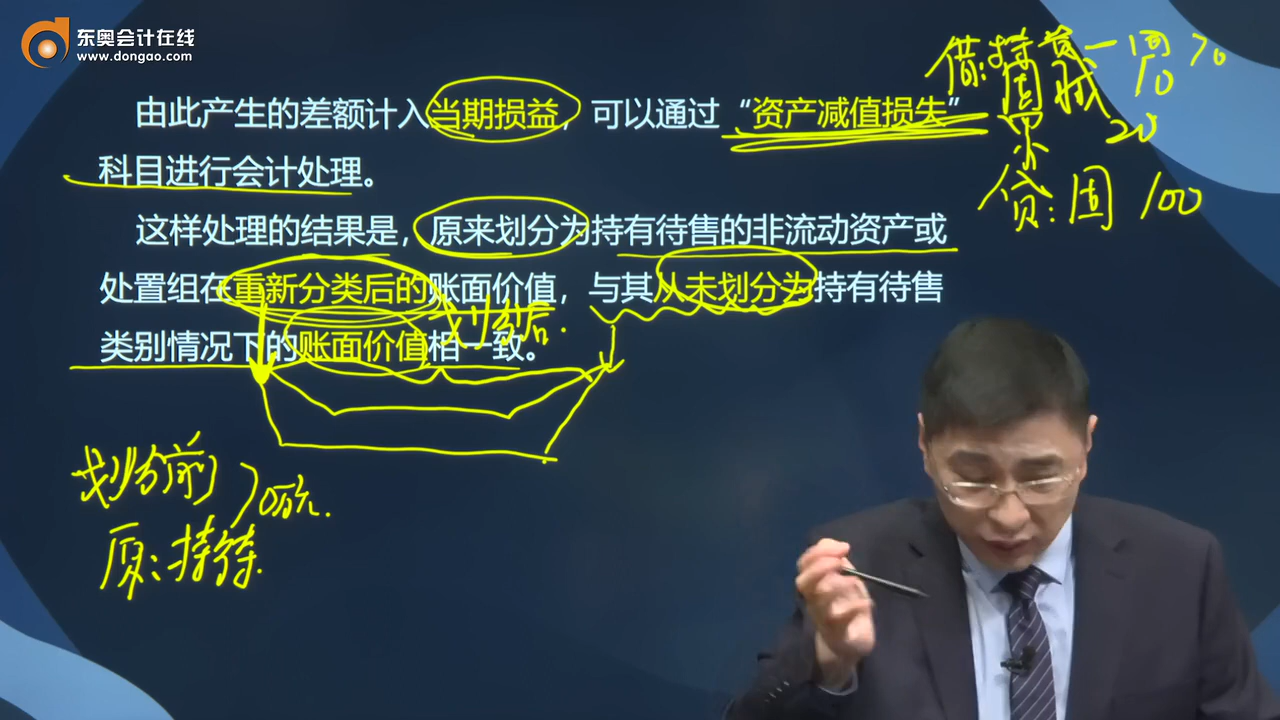 东奥会计在线
www.dongao.com
由此产生的差额计入当期损益，可以通过“资产减值损失”
科目进行会计处理。
这样处理的结果是，原来划分为持有待售的非流动资产或
处置组在重新分类后的账面价值，与其从未划分为持有待售
类别情况下的账面价值相一致。
借:持有一固 70
固减 10
累 20
贷:固 100
划分后.
划分前 70万元.
原:持待.